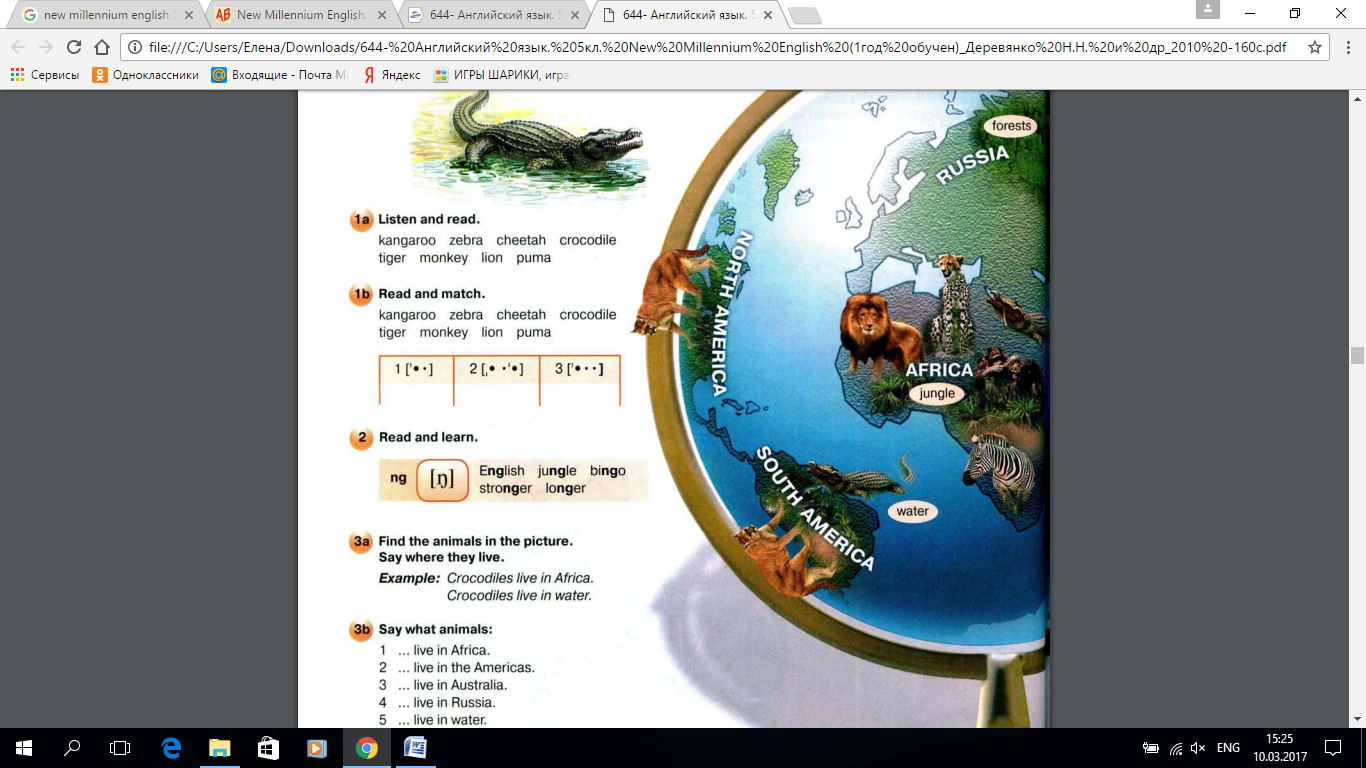 new millennium english
New Millennium English.
644- Английский язык. 5
644- Английский язык. 5
file:///C:/Users/Елена/Downloads/644-%20Английский%20язык.%205кл.%20New%20Millennium%20English%20(1год%20обучен)_Деревянко%20Н.Н.%20и%20др_2010%20-160с.pdf
Сервисы Одноклассники Входящие - Почта M Яндекс ИГРЫ ШАРИКИ, игра
forests
RUSSIA
1a Listen and read.
kangaroo zebra cheetah crocodile
tiger monkey lion puma
NORTH AMERICA
1b Read and match.
kangaroo zebra cheetah crocodile
tiger monkey lion puma
1 ['• •] 2 [,• •'•] 3 ['• • •]
AFRICA
jungle
2 Read and learn.
ng [ŋ] English jungle bingo
stronger longer
SOUTH AMERICA
water
3a Find the animals in the picture.
Say where they live.
Example: Crocodiles live in Africa.
Crocodiles live in water.
3b Say what animals:
1 ... live in Africa.
2 ... live in the Americas.
3 ... live in Australia.
4 ... live in Russia.
5 ... live in water.
ENG
15:25
10.03.2017